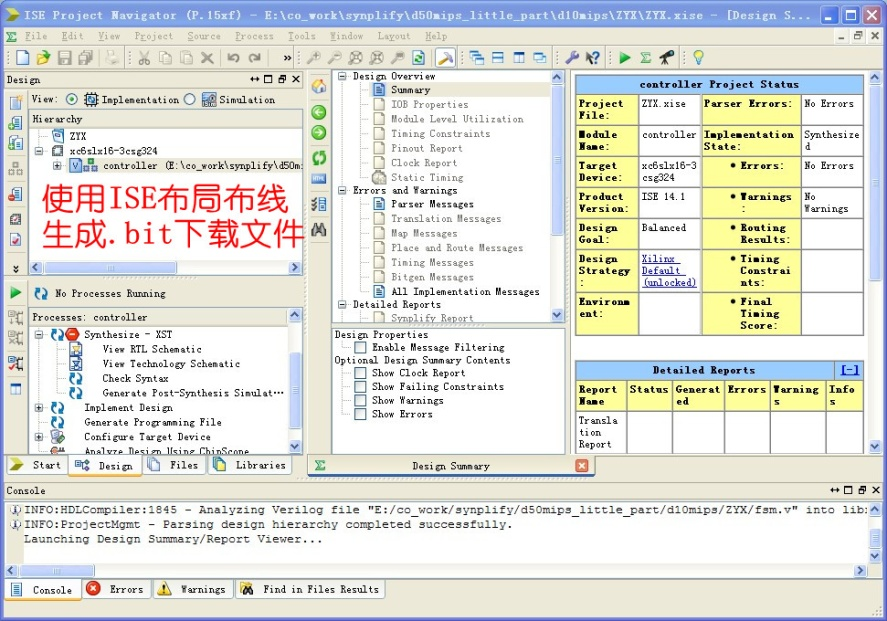 ISE Project Navigator (P.15xf) - E:\co_work\synplify\d50mips_little_part\d10mips\ZYX\ZYX.xise - [Design S...
File Edit View Project Source Process Tools Window Layout Help
Design
View: Implementation Simulation
Hierarchy
ZYX
xc6slx16-3csg324
controller (E:\co_work\synplify\d50m:
使用ISE布局布线
生成.bit下载文件
No Processes Running
Processes: controller
Synthesize - XST
View RTL Schematic
View Technology Schematic
Check Syntax
Generate Post-Synthesis Simulat...
Implement Design
Generate Programming File
Configure Target Device
Analyze Design Using ChipScope
Start Design Files Libraries
Design Overview
Summary
IOB Properties
Module Level Utilization
Timing Constraints
Pinout Report
Clock Report
Static Timing
Errors and Warnings
Parser Messages
Translation Messages
Map Messages
Place and Route Messages
Timing Messages
Bitgen Messages
All Implementation Messages
Detailed Reports
Synplify Report
Design Properties
Enable Message Filtering
Optional Design Summary Contents
Show Clock Report
Show Failing Constraints
Show Warnings
Show Errors
Design Summary
controller Project Status
Project File: ZYX.xise Parser Errors: No Errors
Module Name: controller Implementation State: Synthesized
Target Device: xc6slx16-3csg324 • Errors: No Errors
Product Version: ISE 14.1 • Warnings: No Warnings
Design Goal: Balanced • Routing Results:
Design Strategy: Xilinx Default (unlocked) • Timing Constraints:
Environment: • Final Timing Score:
Detailed Reports [-]
Report Name Status Generated Errors Warnings Infos
Translation Report
Console
INFO:HDLCompiler:1845 - Analyzing Verilog file "E:/co_work/synplify/d50mips_little_part/d10mips/ZYX/fsm.v" into lib:
INFO:ProjectMgmt - Parsing design hierarchy completed successfully.
Launching Design Summary/Report Viewer...
Console Errors Warnings Find in Files Results